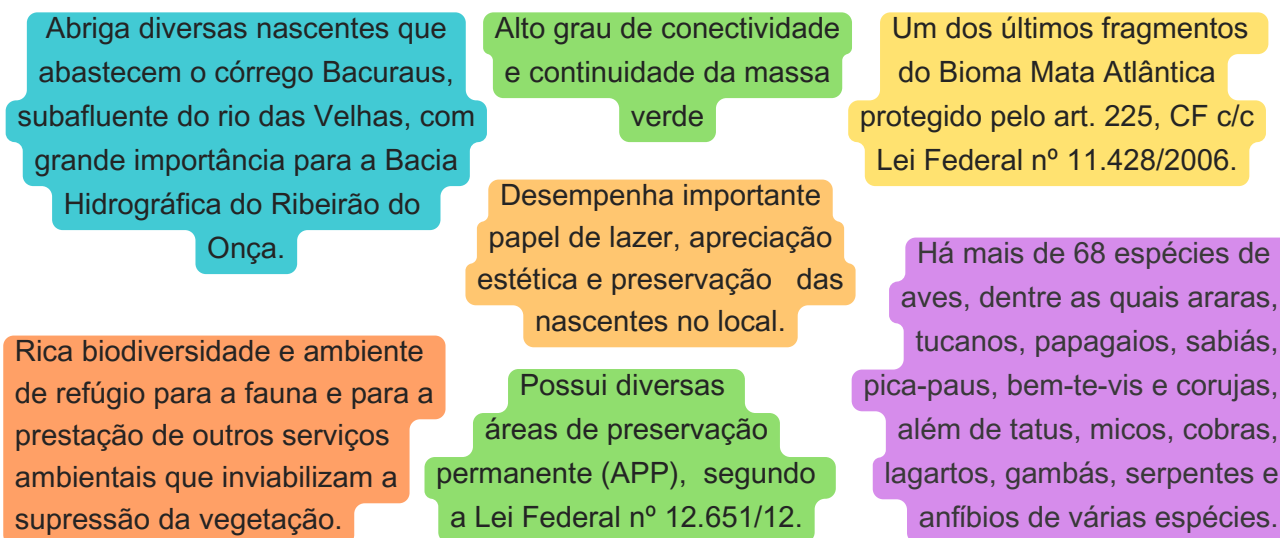 Abriga diversas nascentes que
abastecem o córrego Bacuraus,
subafluente do rio das Velhas, com
grande importância para a Bacia
Hidrográfica do Ribeirão do
Onça.
Alto grau de conectividade
e continuidade da massa
verde
Um dos últimos fragmentos
do Bioma Mata Atlântica
protegido pelo art. 225, CF c/c
Lei Federal nº 11.428/2006.
Desempenha importante
papel de lazer, apreciação
estética e preservação das
nascentes no local.
Há mais de 68 espécies de
aves, dentre as quais araras,
tucanos, papagaios, sabiás,
pica-paus, bem-te-vis e corujas,
além de tatus, micos, cobras,
lagartos, gambás, serpentes e
anfíbios de várias espécies.
Rica biodiversidade e ambiente
de refúgio para a fauna e para a
prestação de outros serviços
ambientais que inviabilizam a
supressão da vegetação.
Possui diversas
áreas de preservação
permanente (APP), segundo
a Lei Federal nº 12.651/12.